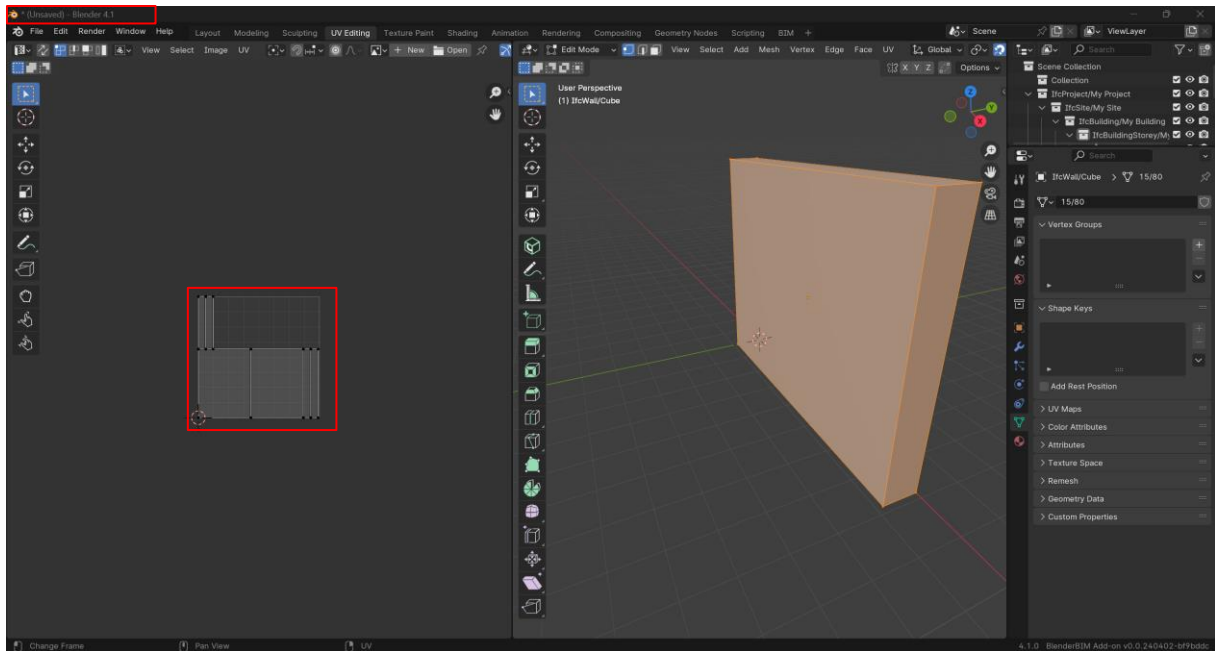 * (Unsaved) - Blender 4.1
File Edit Render Window Help Layout Modeling Sculpting UV Editing Texture Paint Shading Animation Rendering Compositing Geometry Nodes Scripting BIM + Scene ViewLayer
View Select Image UV + New Open Edit Mode View Select Add Mesh Vertex Edge Face UV Global Search
X Y Z Options
Scene Collection
Collection
IfcProject/My Project
IfcSite/My Site
IfcBuilding/My Building
IfcBuildingStorey/My
User Perspective
(1) IfcWall/Cube
Search
IfcWall/Cube > 15/80
15/80
Vertex Groups
Shape Keys
Add Rest Position
UV Maps
Color Attributes
Attributes
Texture Space
Remesh
Geometry Data
Custom Properties
Change Frame Pan View UV 4.1.0 BlenderBIM Add-on v0.0.240402-bf9bddc